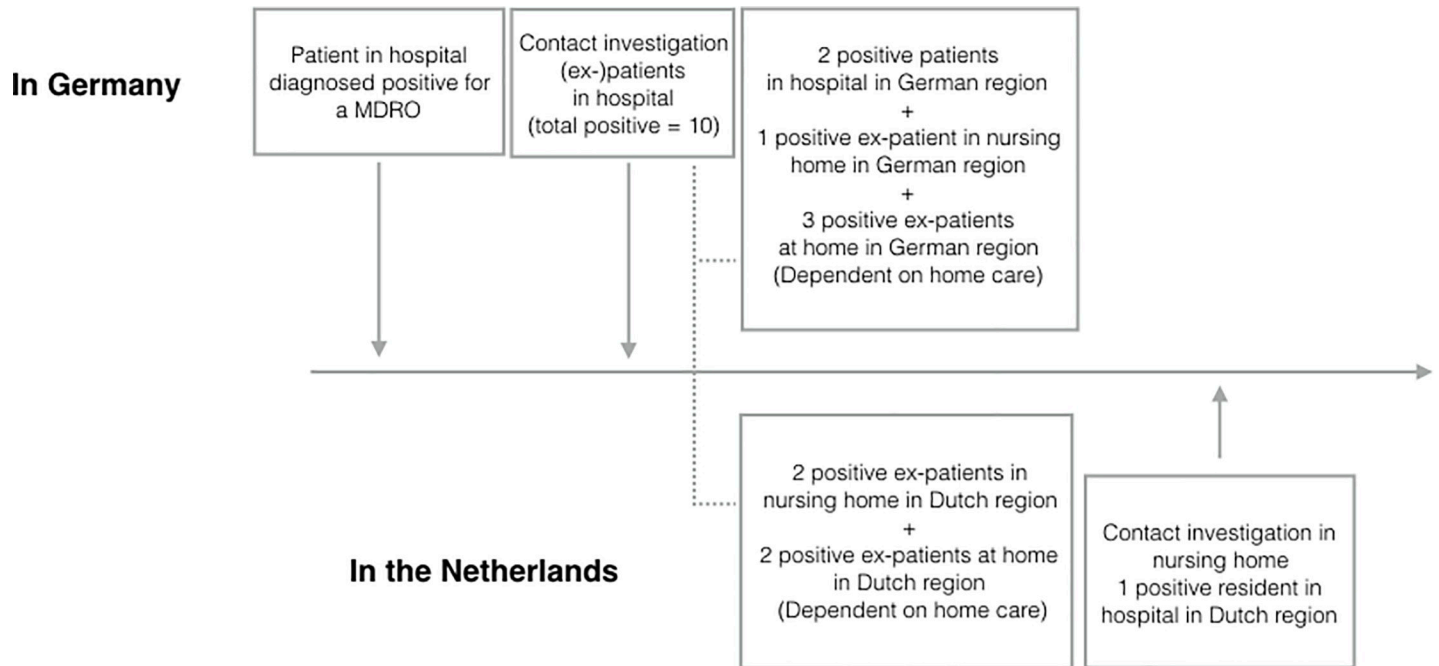 In Germany
Patient in hospital
diagnosed positive for
a MDRO
Contact investigation
(ex-)patients
in hospital
(total positive = 10)
2 positive patients
in hospital in German region
+
1 positive ex-patient in nursing
home in German region
+
3 positive ex-patients
at home in German region
(Dependent on home care)
In the Netherlands
2 positive ex-patients in
nursing home in Dutch region
+
2 positive ex-patients at home
in Dutch region
(Dependent on home care)
Contact investigation in
nursing home
1 positive resident in
hospital in Dutch region